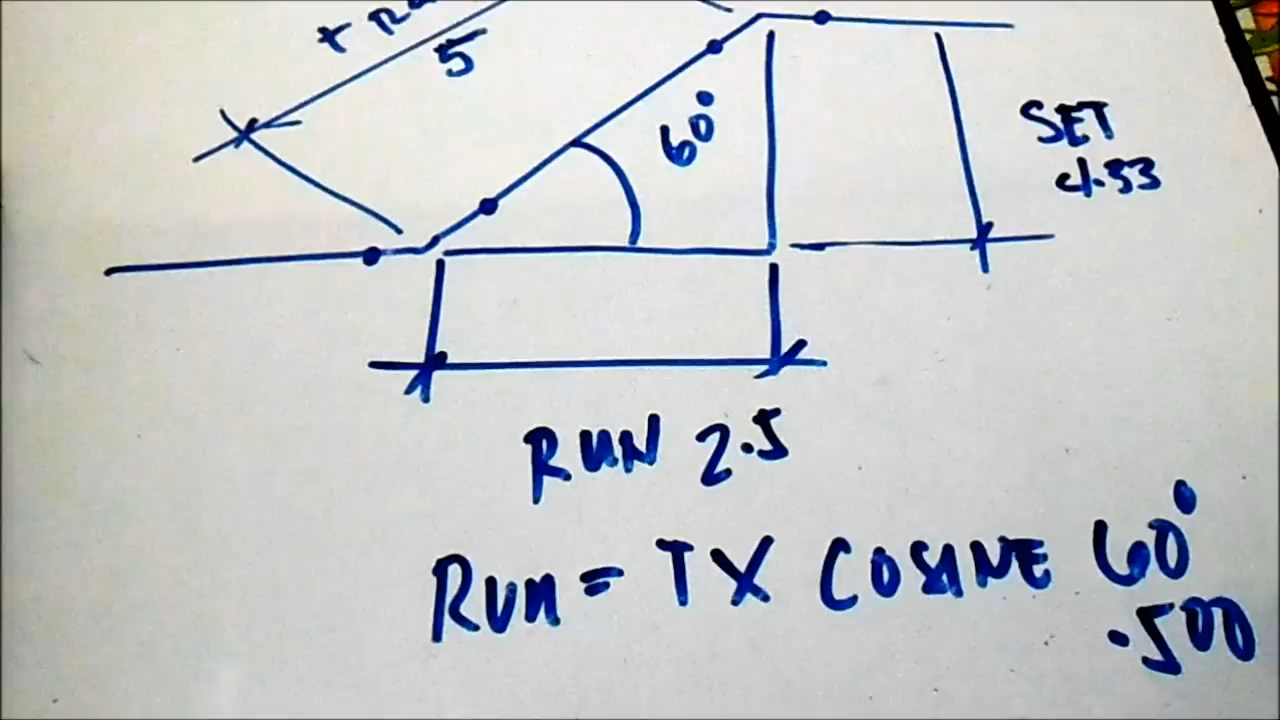 5
60°
SET
4.33
RUN 2.5
RUN = T X COSINE 60°
.500